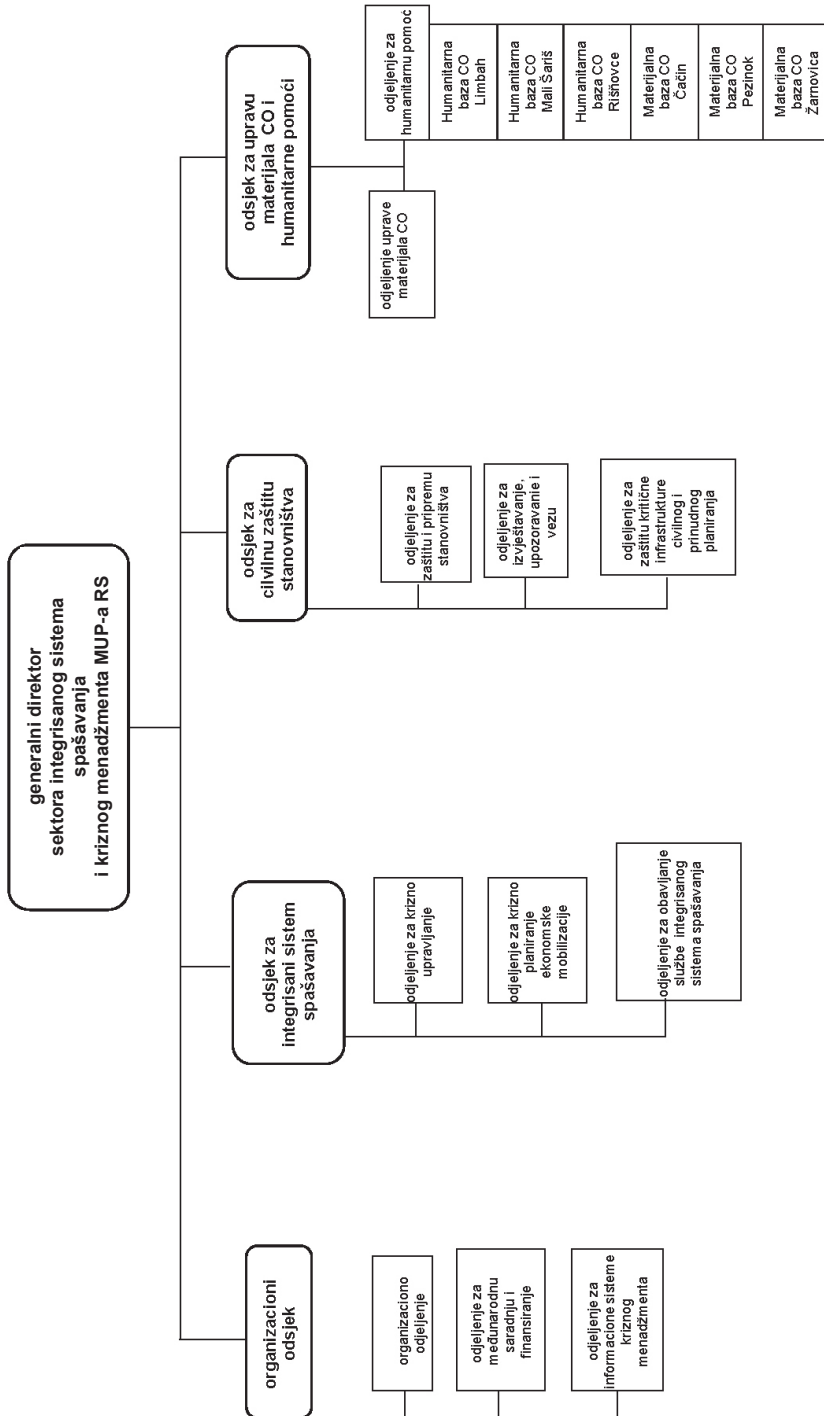 generalni direktor
sektora integrisanog sistema
spašavanja
i kriznog menadžmenta MUP-a RS
organizacioni
odsjek
organizaciono
odjeljenje
odjeljenje za
međunarodnu
saradnju i
finansiranje
odjeljenje za
informacione sisteme
kriznog
menadžmenta
odsjek za
integrisani sistem
spašavanja
odjeljenje za krizno
upravljanje
odjeljenje za krizno
planiranje
ekonomske
mobilizacije
odjeljenje za obavljanje
službe integrisanog
sistema spašavanja
odsjek za
cilvilnu zaštitu
stanovništva
odjeljenje za
zaštitu i pripremu
stanovništva
odjeljenje za
izvještavanje,
upozoravanje i
vezu
odjeljenje za
zaštitu kritične
infrastrukture
civilnog i
prinudnog
planiranja
odsjek za upravu
materijala CO i
humanitarne pomoći
odjeljenje uprave
materijala CO
odjeljenje za
humanitarnu pomoć
Humanitarna
baza CO
Limbah
Humanitarna
baza CO
Mali Šariš
Humanitarna
baza CO
Rišňovce
Materijalna
baza CO
Čačin
Materijalna
baza CO
Pezinok
Materijalna
baza CO
Žarnovica